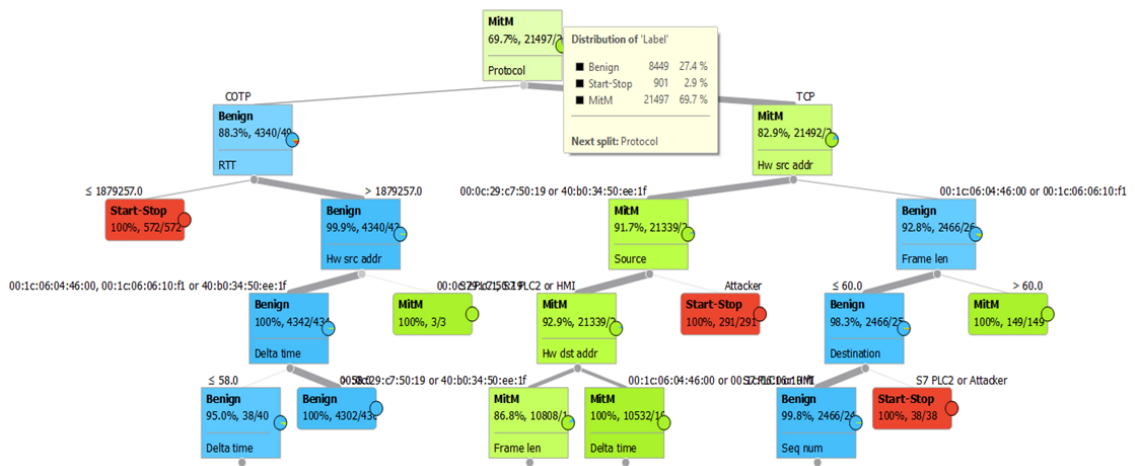 MitM
69.7%, 21497/
Protocol
Distribution of 'Label'
Benign 8449 27.4 %
Start-Stop 901 2.9 %
MitM 21497 69.7 %
Next split: Protocol
COTP
TCP
Benign
88.3%, 4340/49
RTT
MitM
82.9%, 21492/
Hw src addr
≤ 1879257.0
> 1879257.0
00:0c:29:c7:50:19 or 40:b0:34:50:ee:1f
00:1c:06:04:46:00 or 00:1c:06:06:10:f1
Start-Stop
100%, 572/572
Benign
99.9%, 4340/43
Hw src addr
MitM
91.7%, 21339/
Source
Benign
92.8%, 2466/26
Frame len
00:1c:06:04:46:00, 00:1c:06:06:10:f1 or 40:b0:34:50:ee:1f
PLC2 or HMI
Attacker
≤ 60.0
> 60.0
Benign
100%, 4342/434
Delta time
MitM
100%, 3/3
MitM
92.9%, 21339/
Hw dst addr
Start-Stop
100%, 291/291
Benign
98.3%, 2466/25
Destination
MitM
100%, 149/149
≤ 58.0
:29:c7:50:19 or 40:b0:34:50:ee:1f
00:1c:06:04:46:00 or
S7 PLC2 or Attacker
Benign
95.0%, 38/40
Delta time
Benign
100%, 4302/430
MitM
86.8%, 10808/1
Frame len
MitM
100%, 10532/10
Delta time
Benign
99.8%, 2466/24
Seq num
Start-Stop
100%, 38/38